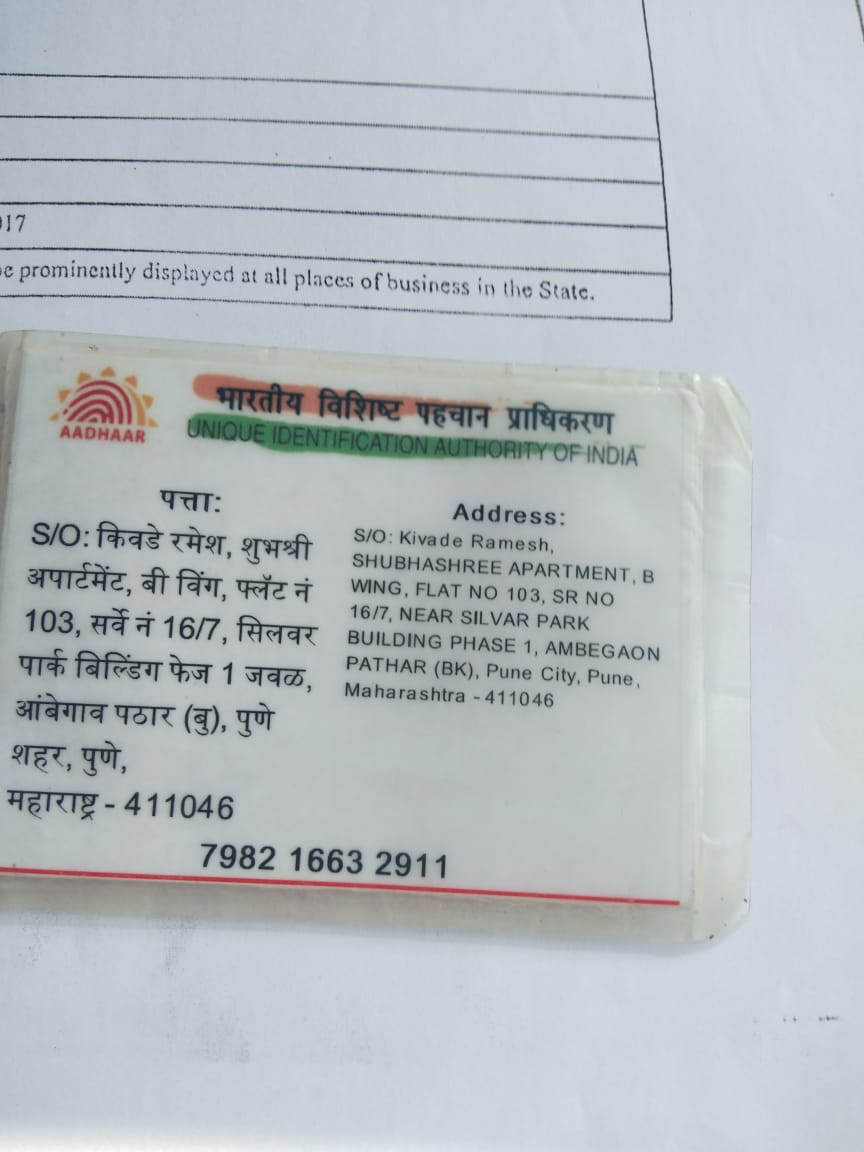 017
be prominently displayed at all places of business in the State.
AADHAAR
भारतीय विशिष्ट पहचान प्राधिकरण
UNIQUE IDENTIFICATION AUTHORITY OF INDIA
पत्ता:
S/O: किवडे रमेश, शुभश्री
अपार्टमेंट, बी विंग, फ्लॅट नं
103, सर्वे नं 16/7, सिलवर
पार्क बिल्डिंग फेज 1 जवळ,
आंबेगाव पठार (बु), पुणे
शहर, पुणे,
महाराष्ट्र - 411046
Address:
S/O: Kivade Ramesh,
SHUBHASHREE APARTMENT, B
WING, FLAT NO 103, SR NO
16/7, NEAR SILVAR PARK
BUILDING PHASE 1, AMBEGAON
PATHAR (BK), Pune City, Pune,
Maharashtra - 411046
7982 1663 2911